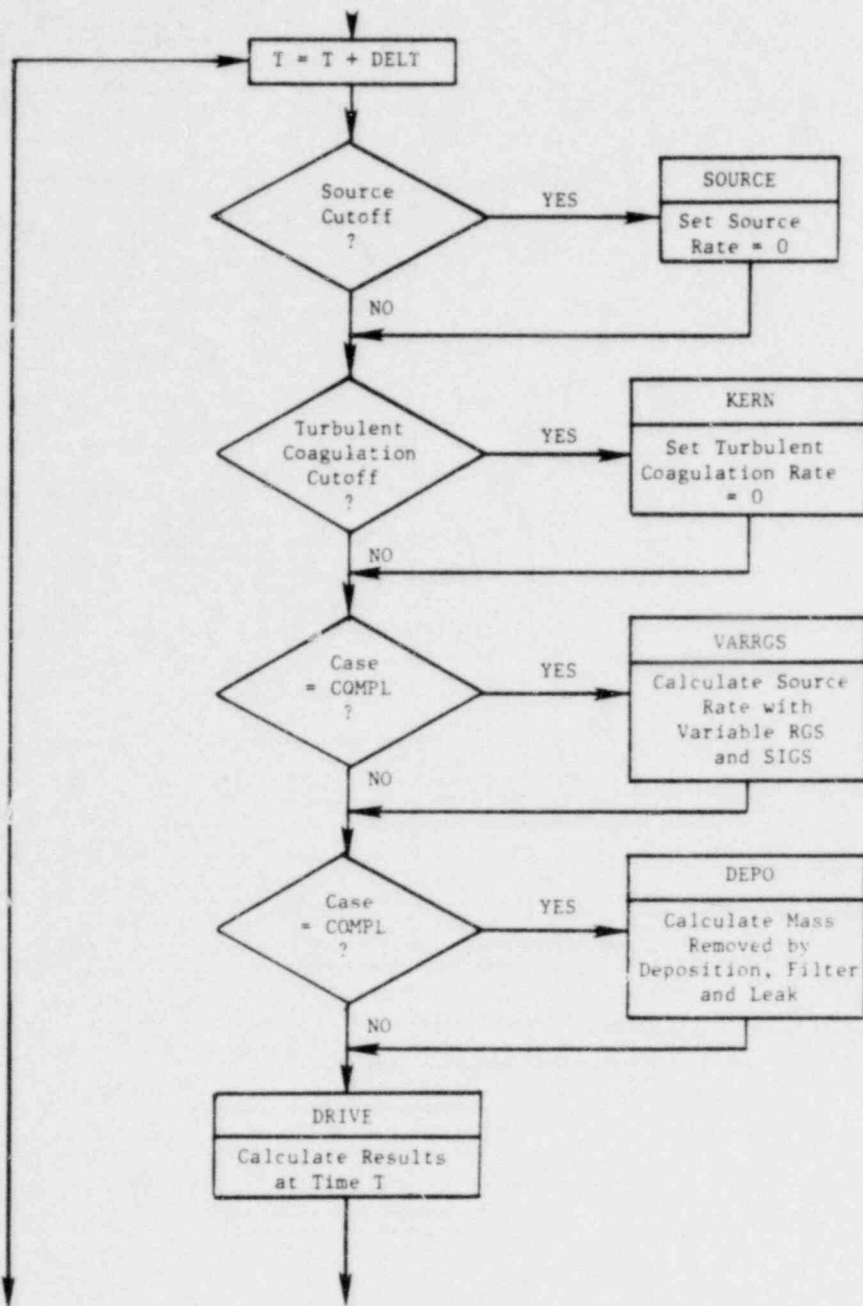 T = T + DELT
Source
Cutoff
?
YES
SOURCE
Set Source
Rate = 0
NO
Turbulent
Coagulation
Cutoff
?
YES
KERN
Set Turbulent
Coagulation Rate
= 0
NO
Case
= COMPL
?
YES
VARRGS
Calculate Source
Rate with
Variable RGS
and SIGS
NO
Case
= COMPL
?
YES
DEPO
Calculate Mass
Removed by
Deposition, Filter
and Leak
NO
DRIVE
Calculate Results
at Time T